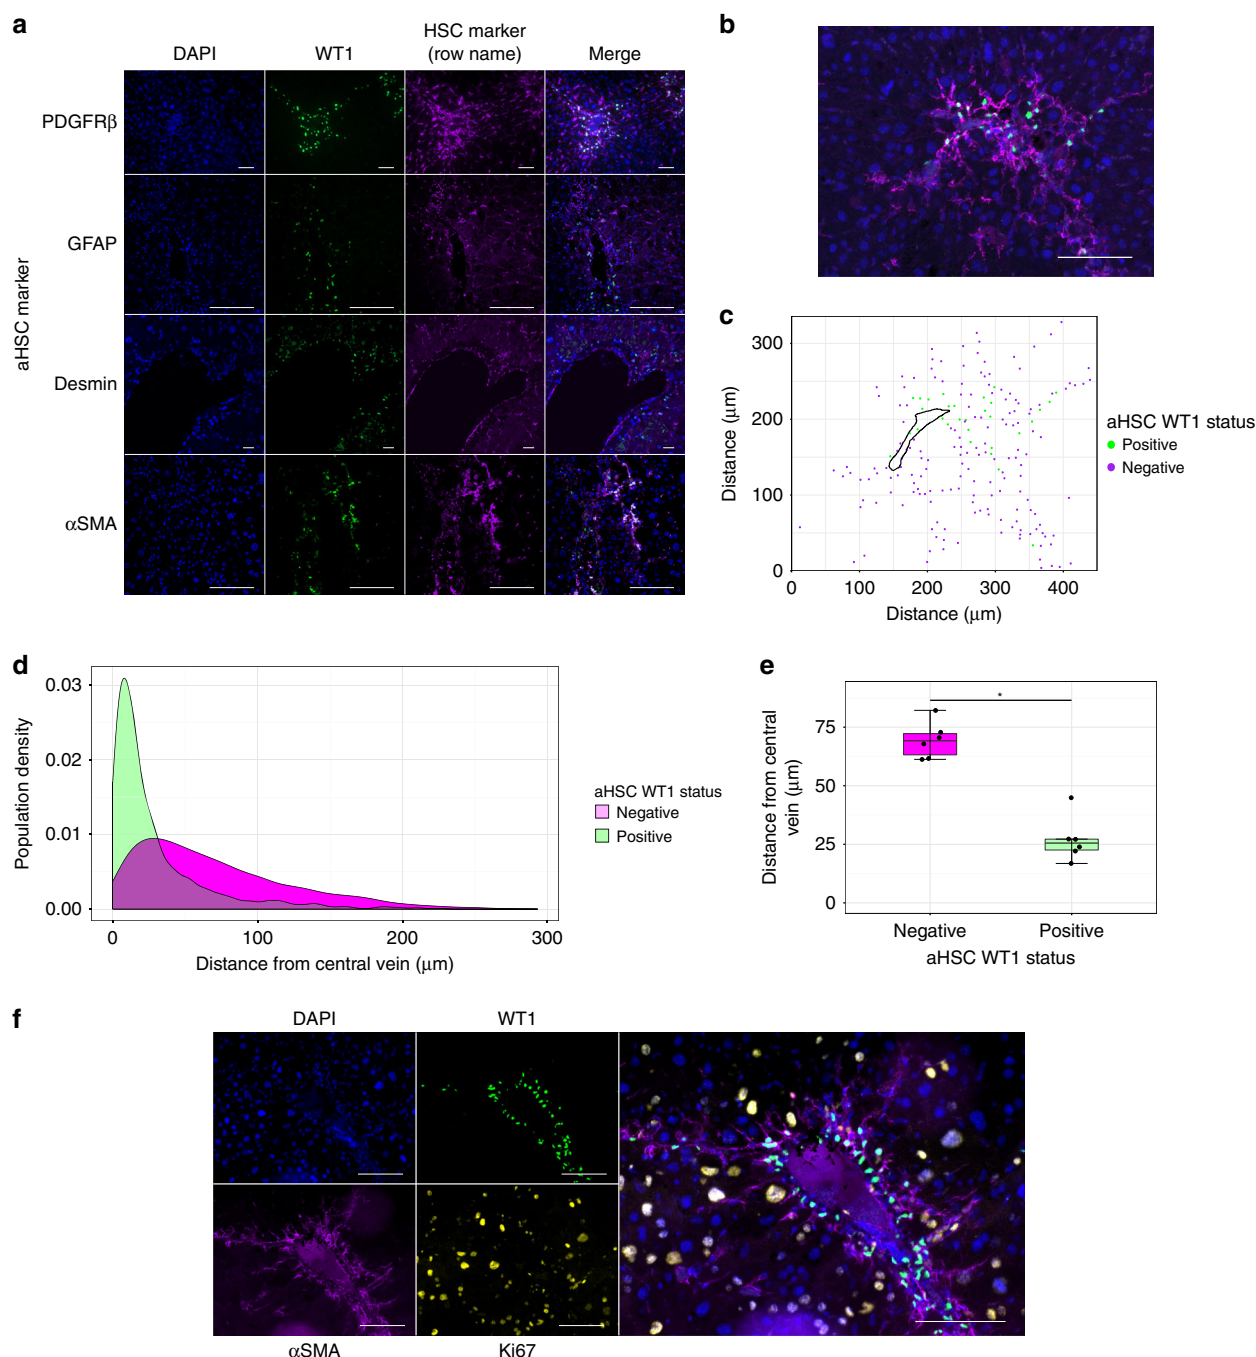 a
DAPI
WT1
HSC marker
(row name)
Merge
PDGFRβ
GFAP
Desmin
αSMA
aHSC marker
b
c
300
200
100
0
0
100
200
300
400
Distance (μm)
Distance (μm)
aHSC WT1 status
Positive
Negative
d
0.03
0.02
0.01
0.00
0
100
200
300
Population density
Distance from central vein (μm)
aHSC WT1 status
Negative
Positive
e
*
75
50
25
0
Distance from central
vein (μm)
Negative
Positive
aHSC WT1 status
f
DAPI
WT1
αSMA
Ki67